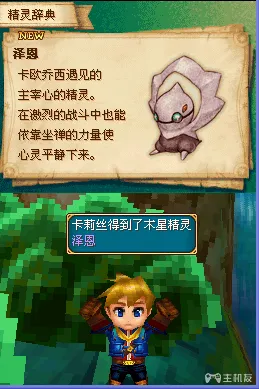 精灵辞典
NEW
泽恩
卡欧乔西遇见的
主宰心的精灵。
在激烈的战斗中也能
依靠坐禅的力量使
心灵平静下来。
卡莉丝得到了木星精灵
泽恩
主机友